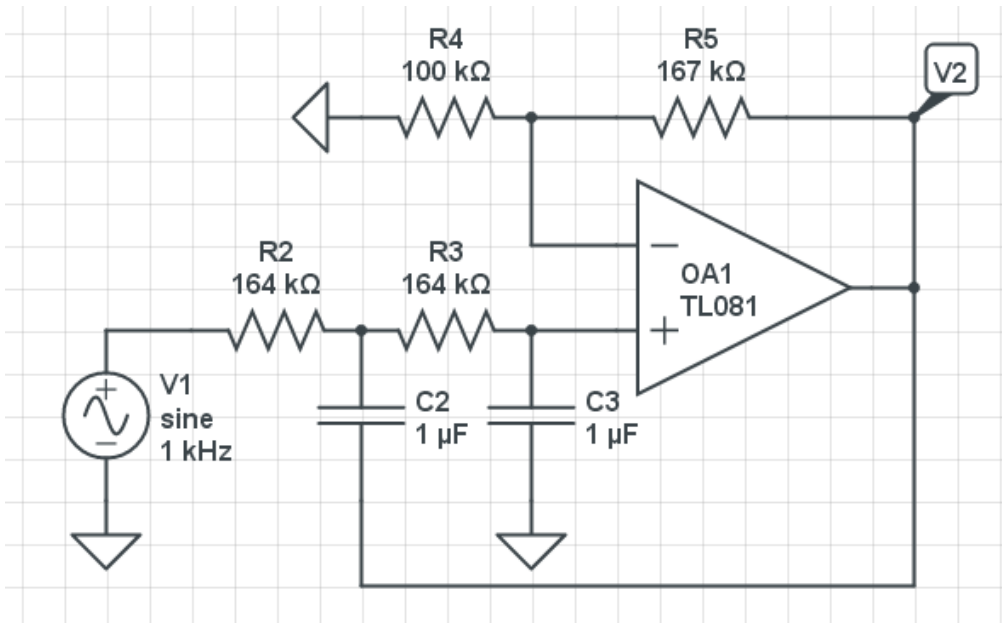 R4
100 kΩ
R5
167 kΩ
V2
R2
164 kΩ
R3
164 kΩ
−
OA1
TL081
+
+
V1
sine
1 kHz
−
C2
1 µF
C3
1 µF